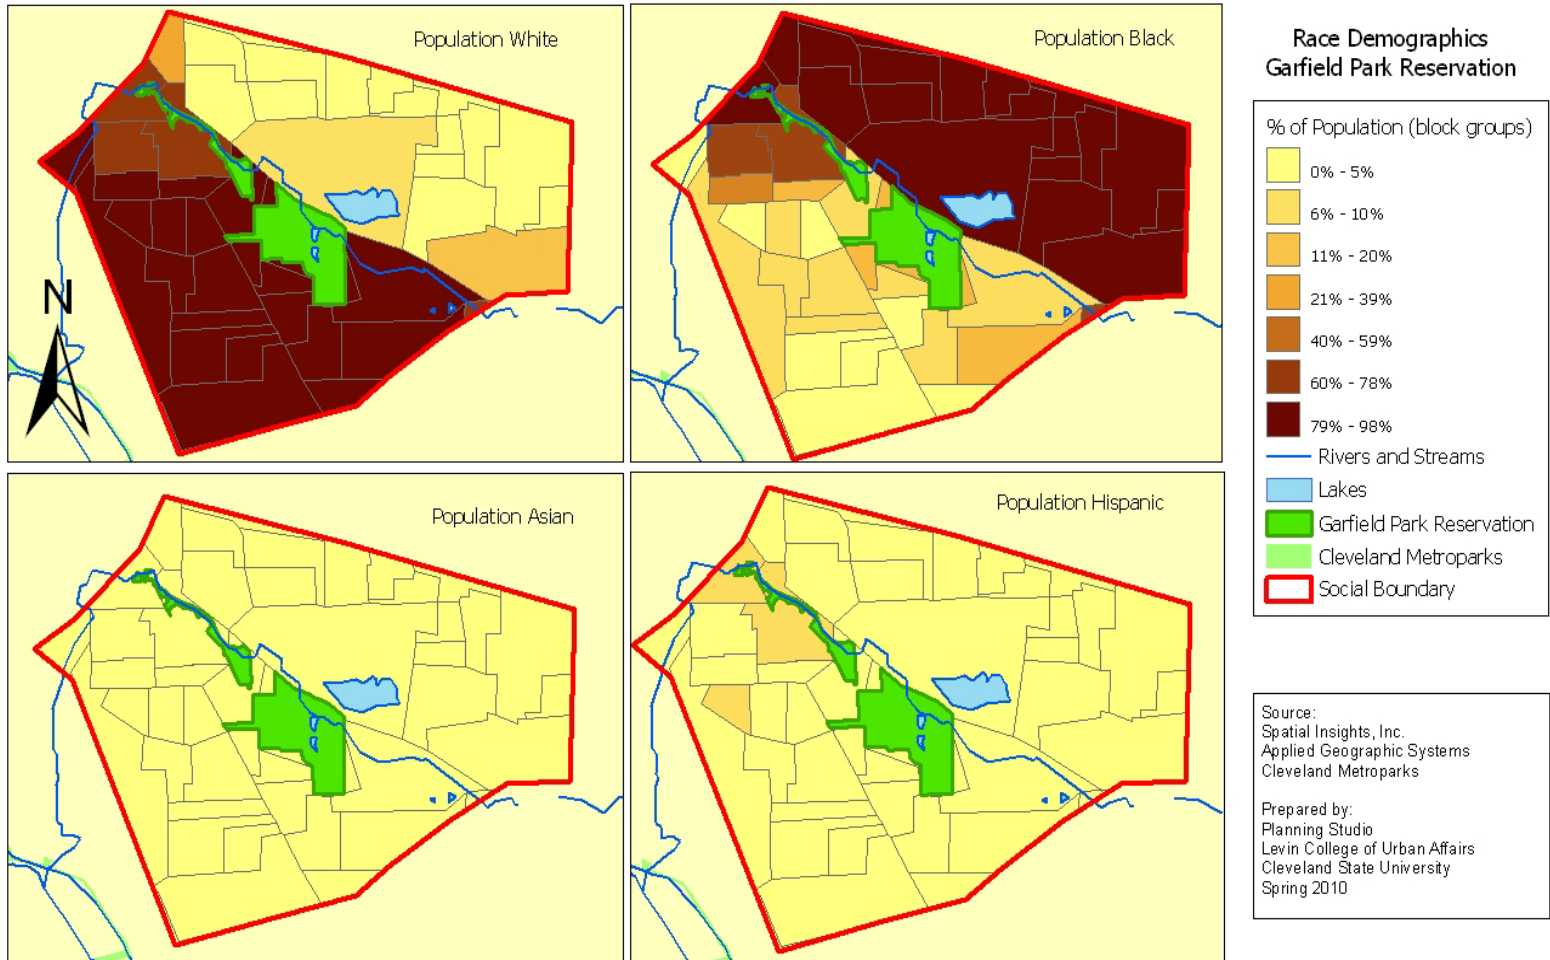 Population White
Population Black
Race Demographics
Garfield Park Reservation
% of Population (block groups)
0% - 5%
6% - 10%
11% - 20%
21% - 39%
40% - 59%
60% - 78%
79% - 98%
Rivers and Streams
Lakes
Garfield Park Reservation
Cleveland Metroparks
Social Boundary
N
Population Asian
Population Hispanic
Source:
Spatial Insights, Inc.
Applied Geographic Systems
Cleveland Metroparks
Prepared by:
Planning Studio
Levin College of Urban Affairs
Cleveland State University
Spring 2010